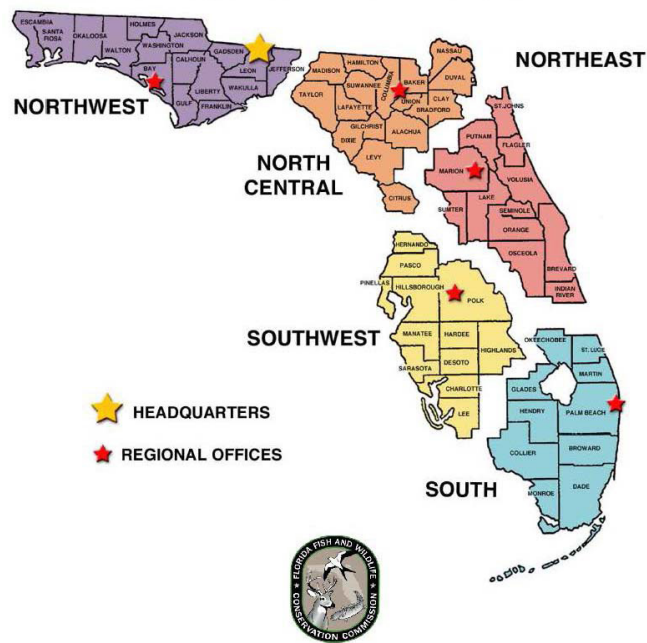 ESCAMBIA
SANTA ROSA
OKALOOSA
WALTON
HOLMES
WASHINGTON
JACKSON
BAY
CALHOUN
GULF
GADSDEN
LIBERTY
FRANKLIN
LEON
WAKULLA
JEFFERSON
NORTHWEST
MADISON
HAMILTON
TAYLOR
SUWANNEE
LAFAYETTE
COLUMBIA
BAKER
NASSAU
DUVAL
UNION
CLAY
BRADFORD
GILCHRIST
ALACHUA
DIXIE
LEVY
CITRUS
NORTH
CENTRAL
NORTHEAST
ST. JOHNS
PUTNAM
FLAGLER
MARION
VOLUSIA
LAKE
SUMTER
SEMINOLE
ORANGE
OSCEOLA
BREVARD
INDIAN
RIVER
HERNANDO
PASCO
PINELLAS
HILLSBOROUGH
POLK
MANATEE
HARDEE
HIGHLANDS
SARASOTA
DESOTO
CHARLOTTE
LEE
SOUTHWEST
OKEECHOBEE
ST. LUCIE
MARTIN
GLADES
HENDRY
PALM BEACH
COLLIER
BROWARD
MONROE
DADE
SOUTH
HEADQUARTERS
REGIONAL OFFICES
FLORIDA FISH AND WILDLIFE
CONSERVATION COMMISSION